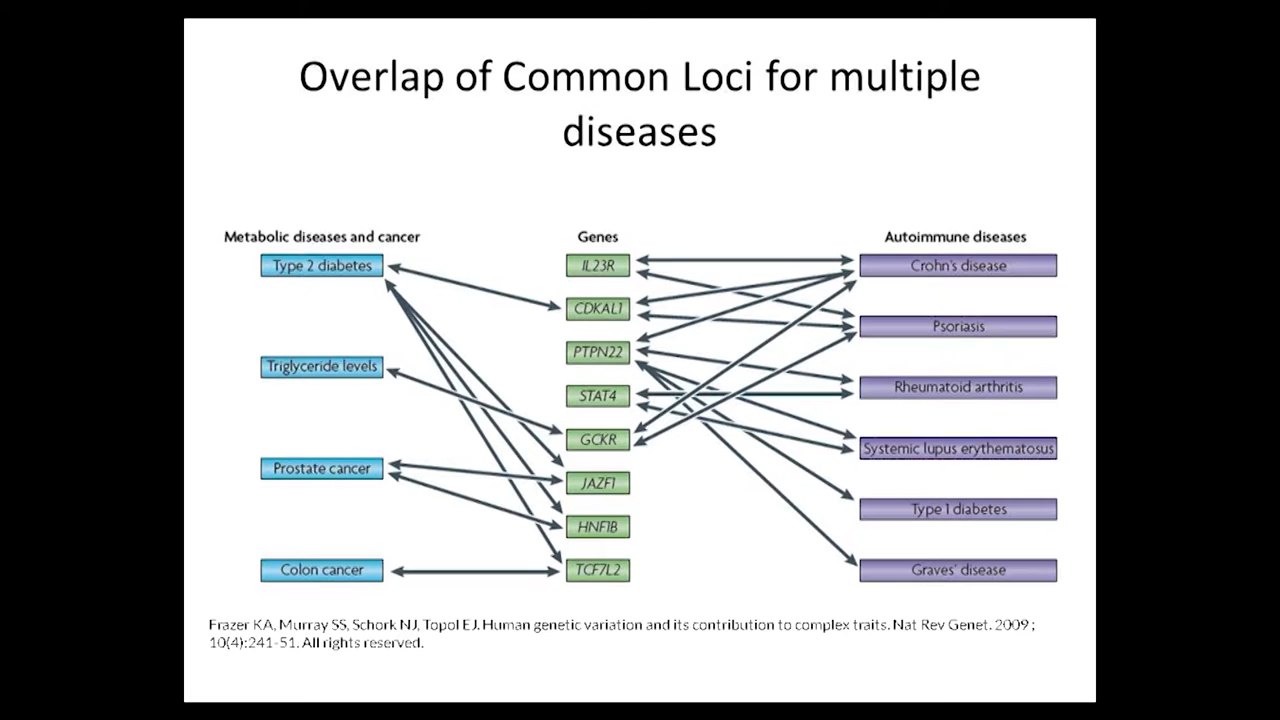 Overlap of Common Loci for multiple
diseases
Metabolic diseases and cancer
Genes
Autoimmune diseases
Type 2 diabetes
IL23R
Crohn's disease
CDKAL1
Psoriasis
PTPN22
Triglyceride levels
Rheumatoid arthritis
STAT4
GCKR
Systemic lupus erythematosus
Prostate cancer
JAZF1
Type 1 diabetes
HNF1B
Colon cancer
TCF7L2
Graves' disease
Frazer KA, Murray SS, Schork NJ, Topol EJ. Human genetic variation and its contribution to complex traits. Nat Rev Genet. 2009 ;
10(4):241-51. All rights reserved.